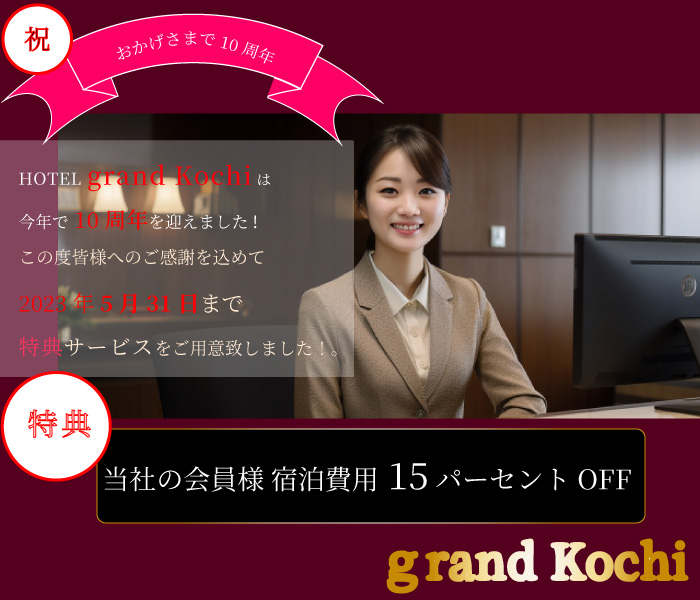 祝
おかげさまで 10 周年
HOTEL grand Kochi は
今年で 10 周年を迎えました!
この度皆様へのご感謝を込めて
2023 年 5 月 31 日まで
特典サービスをご用意致しました!。
特典
当社の会員様 宿泊費用 15 パーセント OFF
grand Kochi